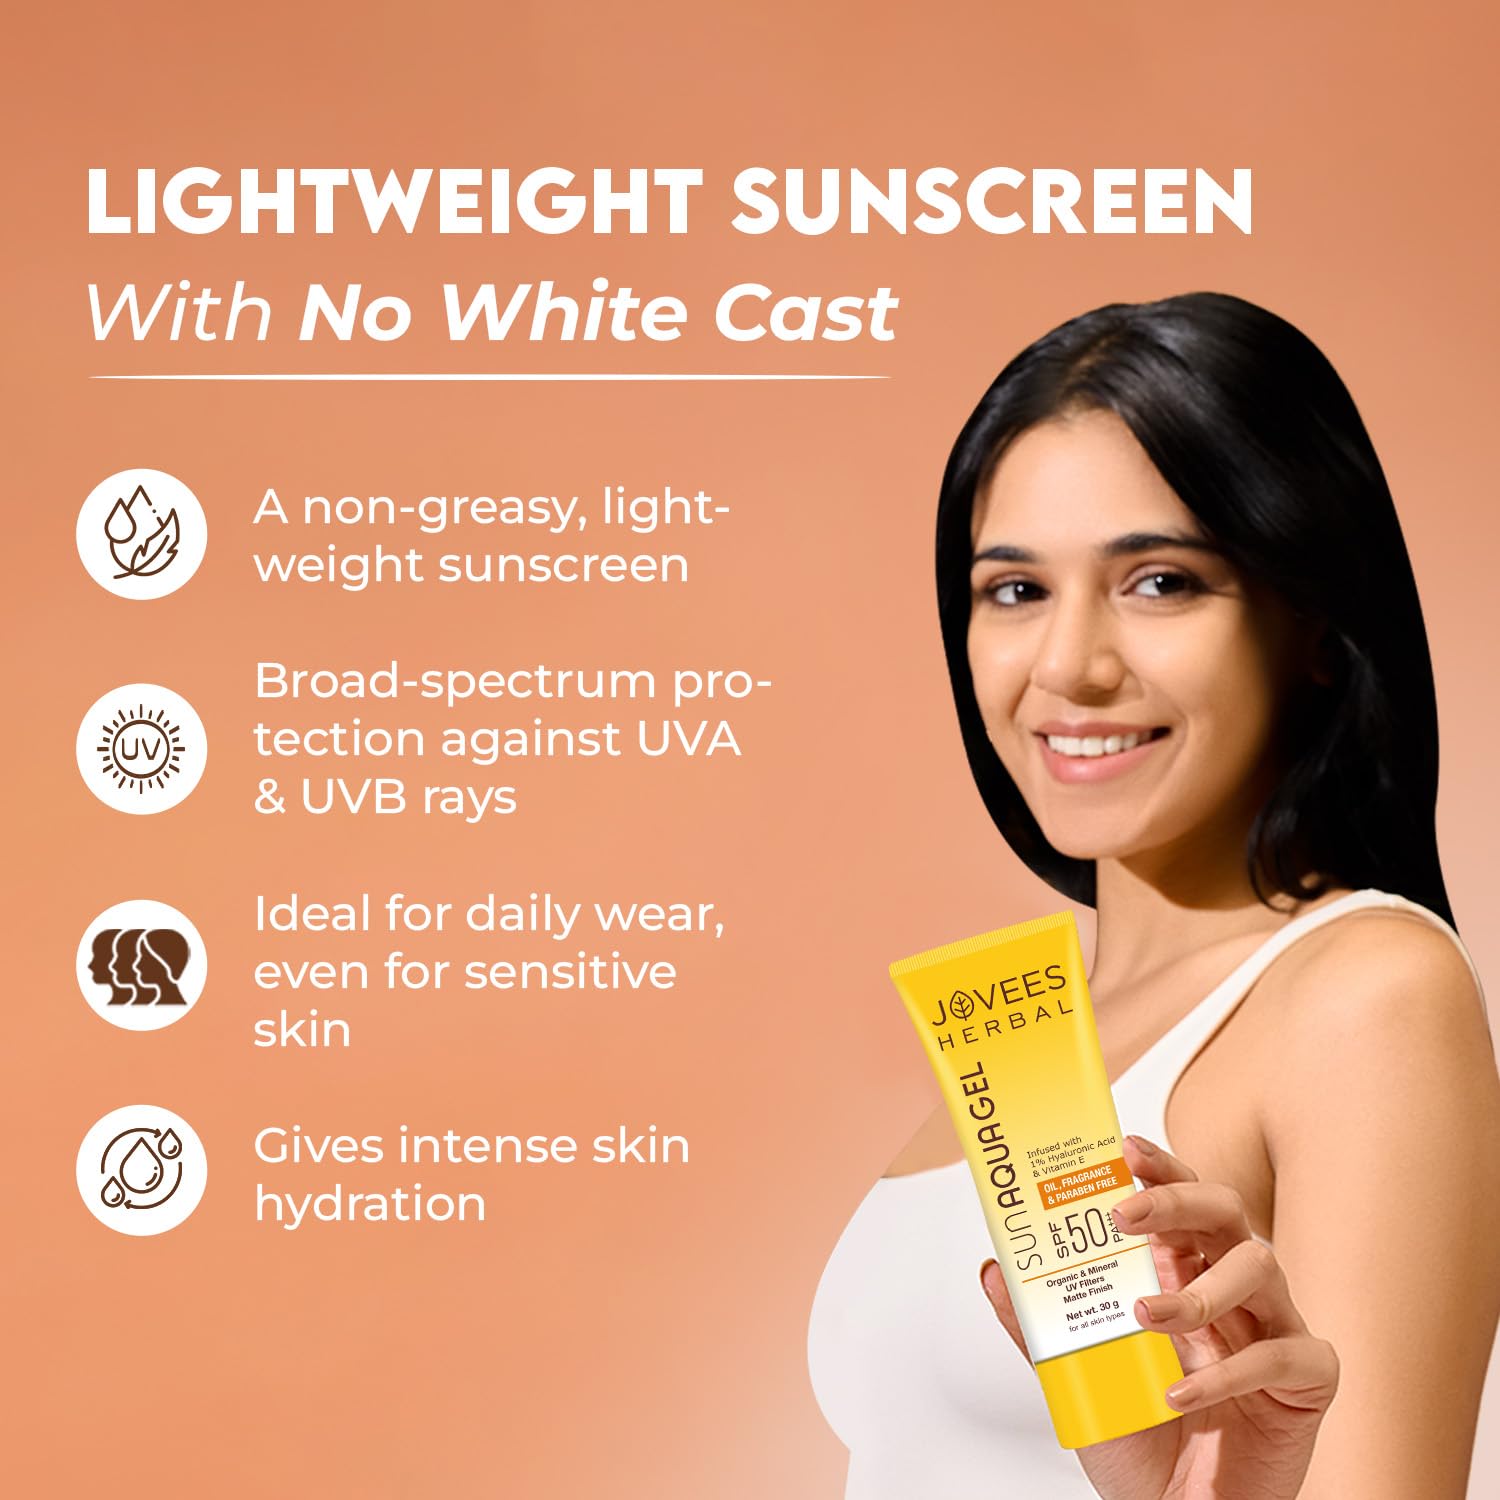 LIGHTWEIGHT SUNSCREEN
With No White Cast
A non-greasy, light-
weight sunscreen
UV
Broad-spectrum pro-
tection against UVA
& UVB rays
Ideal for daily wear,
even for sensitive
skin
Gives intense skin
hydration
JOVEES
HERBAL
SUN AQUAGEL
Infused with
1% Hyaluronic Acid
& Vitamin E
OIL, FRAGRANCE
& PARABEN FREE
SPF 50 PA+++
Organic & Mineral
UV Filters
Matte Finish
Net wt. 30 g
for all skin types